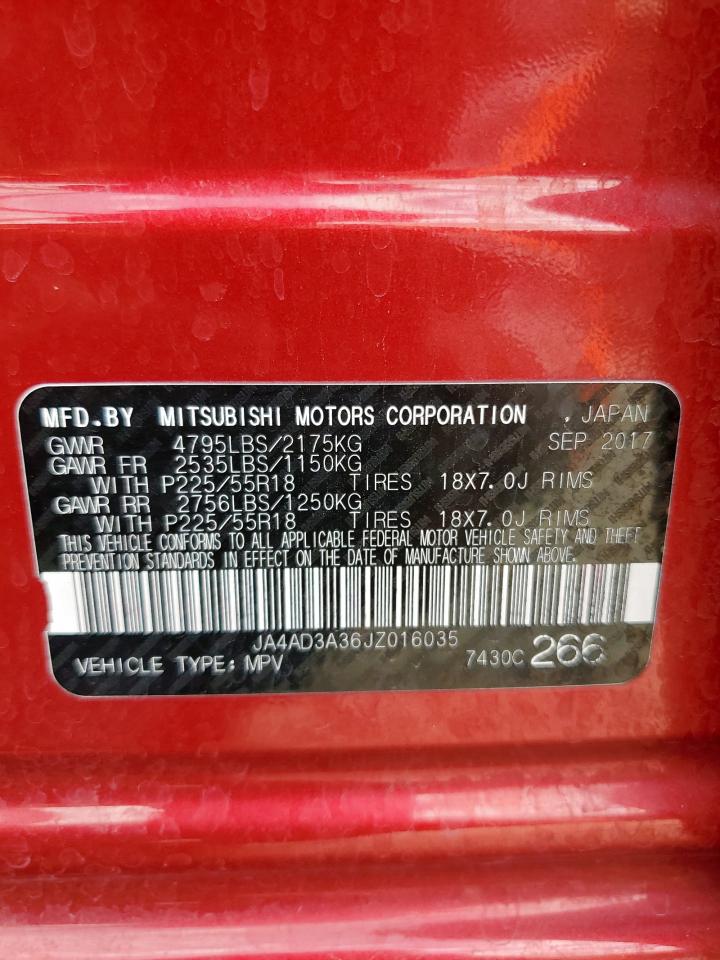 MFD.BY MITSUBISHI MOTORS CORPORATION , JAPAN
GVWR 4795LBS/2175KG SEP 2017
GAWR FR 2535LBS/1150KG
WITH P225/55R18 TIRES 18X7.0J RIMS
GAWR RR 2756LBS/1250KG
WITH P225/55R18 TIRES 18X7.0J RIMS
THIS VEHICLE CONFORMS TO ALL APPLICABLE FEDERAL MOTOR VEHICLE SAFETY AND THEFT
PREVENTION STANDARDS IN EFFECT ON THE DATE OF MANUFACTURE SHOWN ABOVE.
JA4AD3A36JZ016035
VEHICLE TYPE: MPV 7430C 266